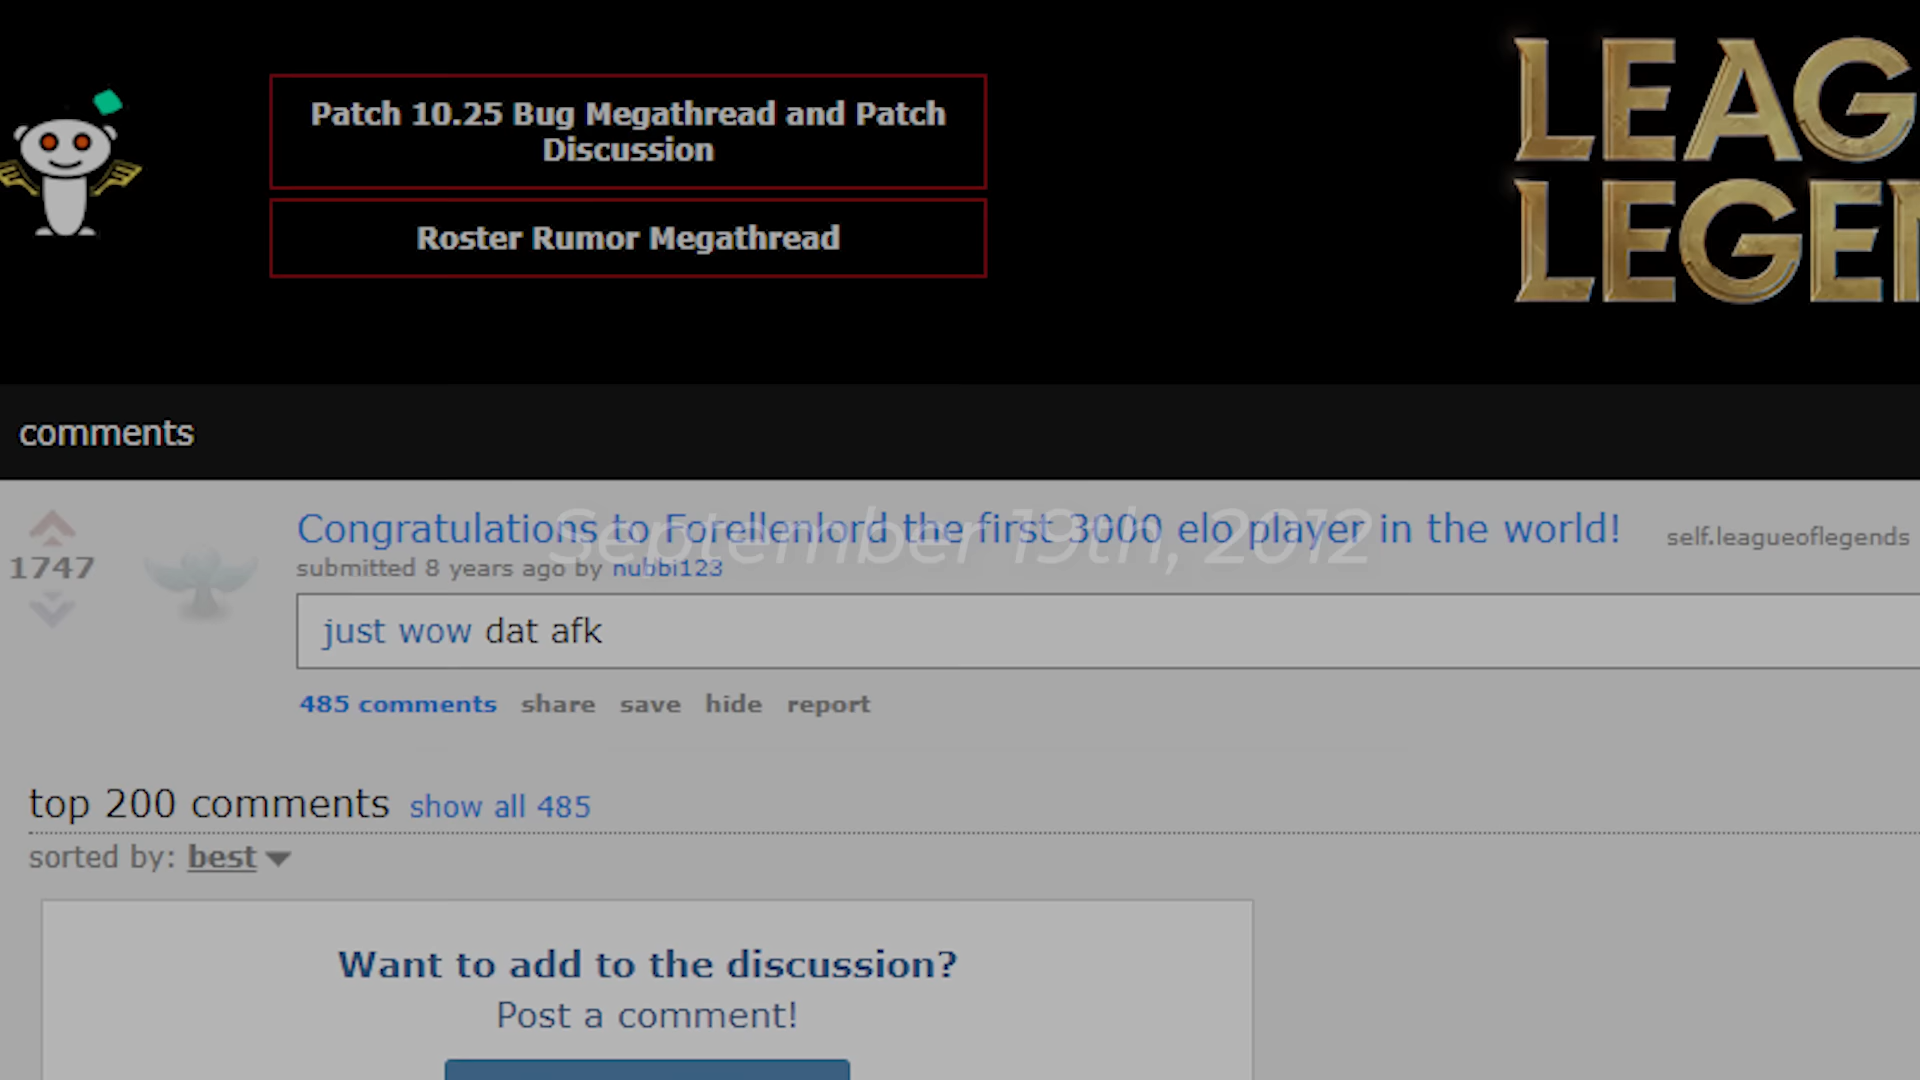 Patch 10.25 Bug Megathread and Patch
Discussion
Roster Rumor Megathread
LEAG
LEGEN
comments
Congratulations to Forellenlord the first 3000 elo player in the world!
self.leagueoflegends
September 19th, 2012
1747
submitted 8 years ago by nubbi123
just wow dat afk
485 comments share save hide report
top 200 comments show all 485
sorted by: best
Want to add to the discussion?
Post a comment!